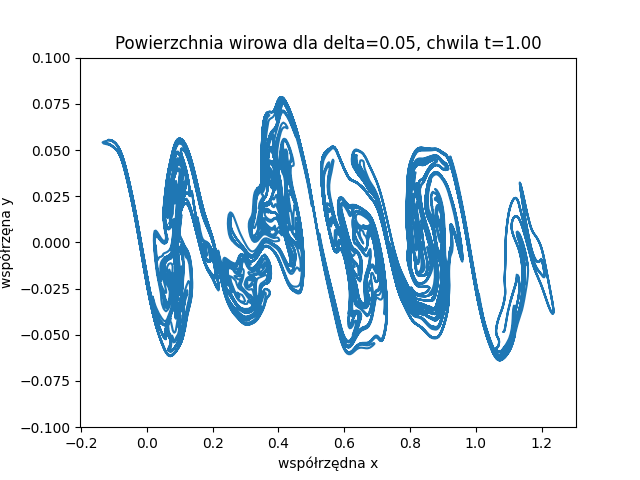 Powierzchnia wirowa dla delta=0.05, chwila t=1.00
współrzęna y
0.100
0.075
0.050
0.025
0.000
−0.025
−0.050
−0.075
−0.100
−0.2 0.0 0.2 0.4 0.6 0.8 1.0 1.2
współrzędna x